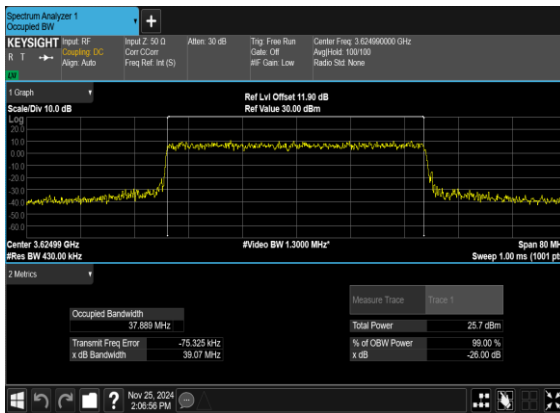 Spectrum Analyzer 1
Occupied BW
KEYSIGHT
R T
LXI
Input: RF
Coupling: DC
Align: Auto
Input Z: 50 Ω
Corr CCorr
Freq Ref: Int (S)
Atten: 30 dB
Trig: Free Run
Gate: Off
#IF Gain: Low
Center Freq: 3.624990000 GHz
Avg|Hold: 100/100
Radio Std: None
1 Graph
Scale/Div 10.0 dB
Ref Lvl Offset 11.90 dB
Ref Value 30.00 dBm
Log
20.0
10.0
0.00
-10.0
-20.0
-30.0
-40.0
-50.0
-60.0
Center 3.62499 GHz
#Res BW 430.00 kHz
#Video BW 1.3000 MHz*
Span 80 MH
Sweep 1.00 ms (1001 pts
2 Metrics
Measure Trace
Trace 1
Occupied Bandwidth
37.889 MHz
Total Power
25.7 dBm
Transmit Freq Error
-75.325 kHz
% of OBW Power
99.00 %
x dB Bandwidth
39.07 MHz
x dB
-26.00 dB
Nov 25, 2024
2:06:56 PM